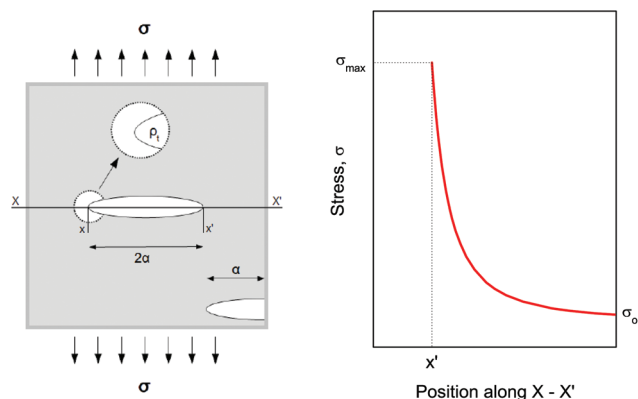 σ
ρt
X
X'
x
x'
2α
α
σ
σmax
Stress, σ
σo
x'
Position along X - X'